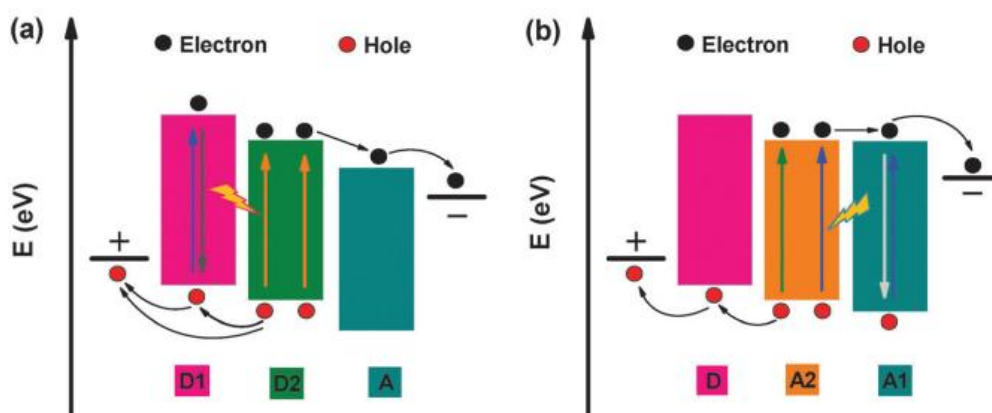 (a)
Electron
Hole
E (eV)
+
−
D1
D2
A
(b)
Electron
Hole
E (eV)
+
−
D
A2
A1